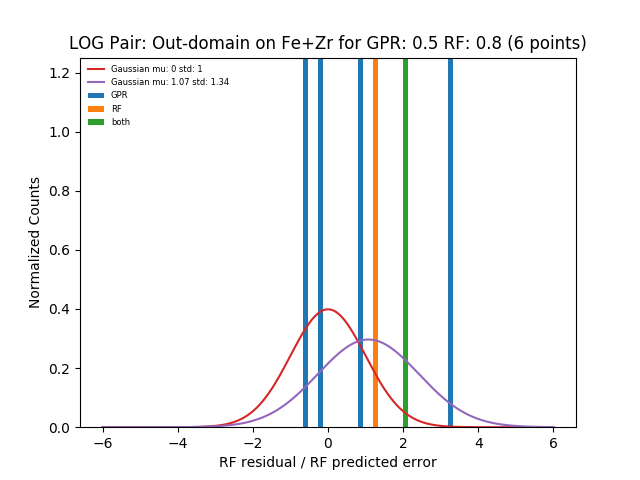 LOG Pair: Out-domain on Fe+Zr for GPR: 0.5 RF: 0.8 (6 points)
Gaussian mu: 0 std: 1
Gaussian mu: 1.07 std: 1.34
GPR
RF
both
Normalized Counts
1.2
1.0
0.8
0.6
0.4
0.2
0.0
−6
−4
−2
0
2
4
6
RF residual / RF predicted error